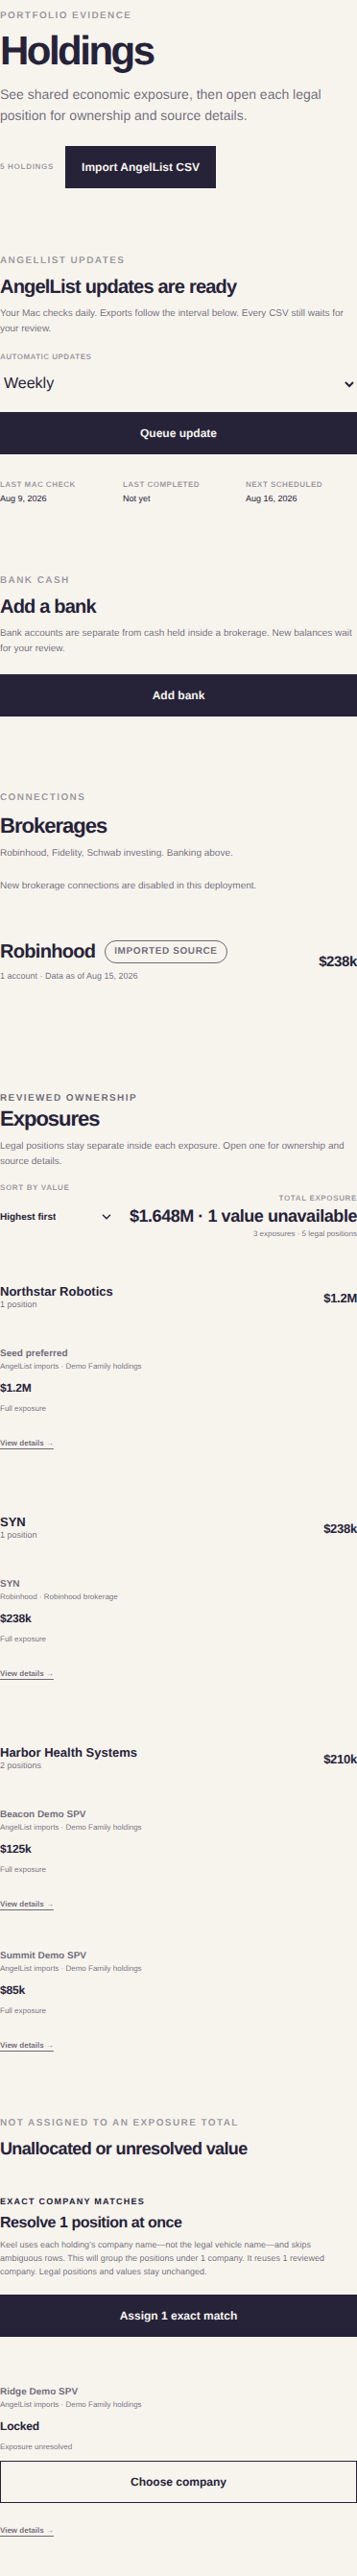 PORTFOLIO EVIDENCE
Holdings
See shared economic exposure, then open each legal
position for ownership and source details.
5 HOLDINGS
Import AngelList CSV
ANGELLIST UPDATES
AngelList updates are ready
Your Mac checks daily. Exports follow the interval below. Every CSV still waits for
your review.
AUTOMATIC UPDATES
Weekly
Queue update
LAST MAC CHECK
Aug 9, 2026
LAST COMPLETED
Not yet
NEXT SCHEDULED
Aug 16, 2026
BANK CASH
Add a bank
Bank accounts are separate from cash held inside a brokerage. New balances wait
for your review.
Add bank
CONNECTIONS
Brokerages
Robinhood, Fidelity, Schwab investing. Banking above.
New brokerage connections are disabled in this deployment.
Robinhood
IMPORTED SOURCE
1 account · Data as of Aug 15, 2026
$238k
REVIEWED OWNERSHIP
Exposures
Legal positions stay separate inside each exposure. Open one for ownership and
source details.
SORT BY VALUE
Highest first
TOTAL EXPOSURE
$1.648M · 1 value unavailable
3 exposures · 5 legal positions
Northstar Robotics
1 position
$1.2M
Seed preferred
AngelList imports · Demo Family holdings
$1.2M
Full exposure
View details →
SYN
1 position
$238k
SYN
Robinhood · Robinhood brokerage
$238k
Full exposure
View details →
Harbor Health Systems
2 positions
$210k
Beacon Demo SPV
AngelList imports · Demo Family holdings
$125k
Full exposure
View details →
Summit Demo SPV
AngelList imports · Demo Family holdings
$85k
Full exposure
View details →
NOT ASSIGNED TO AN EXPOSURE TOTAL
Unallocated or unresolved value
EXACT COMPANY MATCHES
Resolve 1 position at once
Keel uses each holding's company name—not the legal vehicle name—and skips
ambiguous rows. This will group the positions under 1 company. It reuses 1 reviewed
company. Legal positions and values stay unchanged.
Assign 1 exact match
Ridge Demo SPV
AngelList imports · Demo Family holdings
Locked
Exposure unresolved
Choose company
View details →